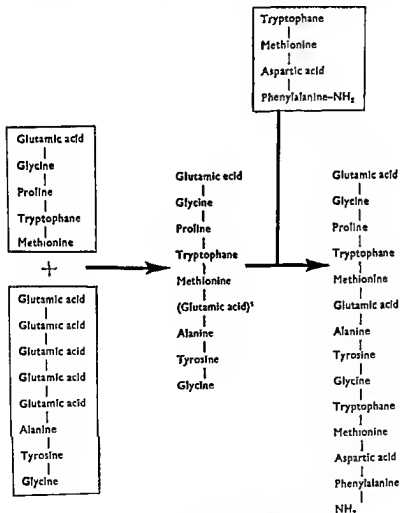 Tryptophane
Methionine
Aspartic acid
Phenylalanine-NH₂
Glutamic acid
Glycine
Proline
Tryptophane
Methionine
+
Glutamic acid
Glutamic acid
Glutamic acid
Glutamic acid
Glutamic acid
Alanine
Tyrosine
Glycine
Glutamic ecid
Glycine
Proline
Tryptophane
Methionine
(Glutamic acid)⁵
Alanine
Tyrosine
Glycine
Glutamic acid
Glycine
Proline
Tryptophane
Methionine
Glutamic acid
Alanine
Tyrosine
Glycine
Tryptophane
Methionine
Aspartic acid
Phenylalanine
NH₂